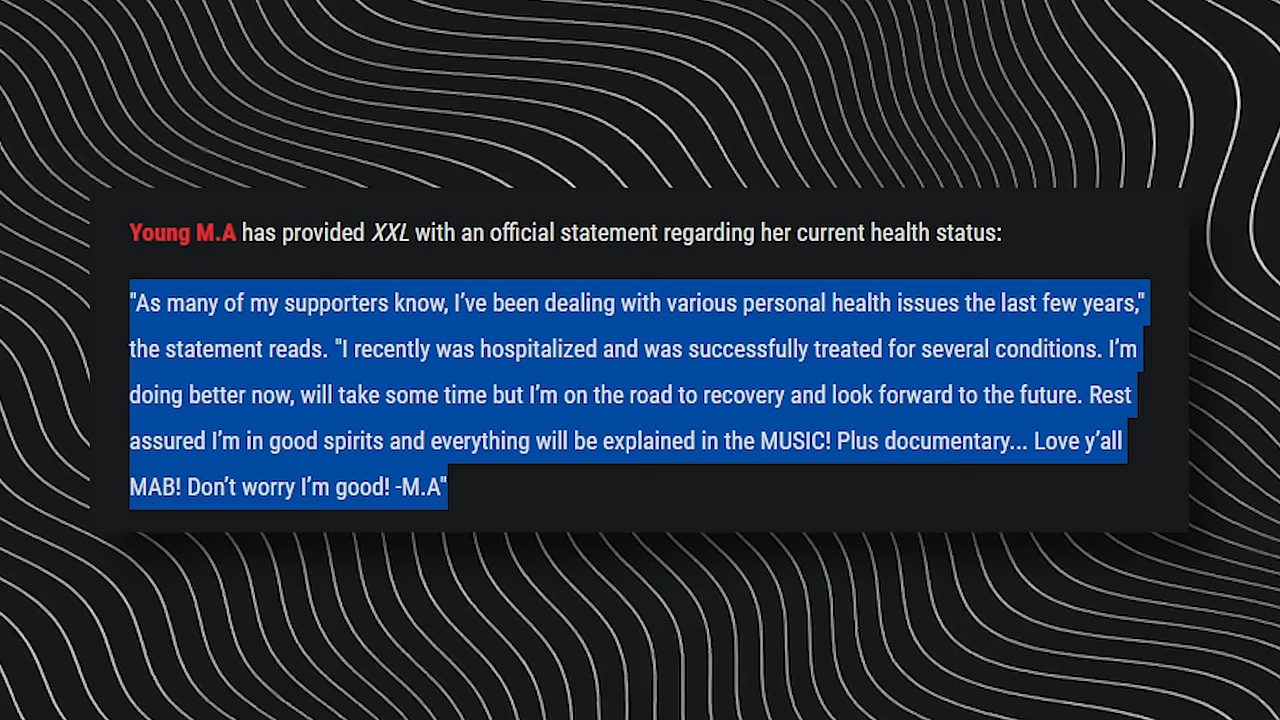 Young M.A has provided XXL with an official statement regarding her current health status:
"As many of my supporters know, I’ve been dealing with various personal health issues the last few years,"
the statement reads. "I recently was hospitalized and was successfully treated for several conditions. I’m
doing better now, will take some time but I’m on the road to recovery and look forward to the future. Rest
assured I’m in good spirits and everything will be explained in the MUSIC! Plus documentary... Love y’all
MAB! Don’t worry I’m good! -M.A"